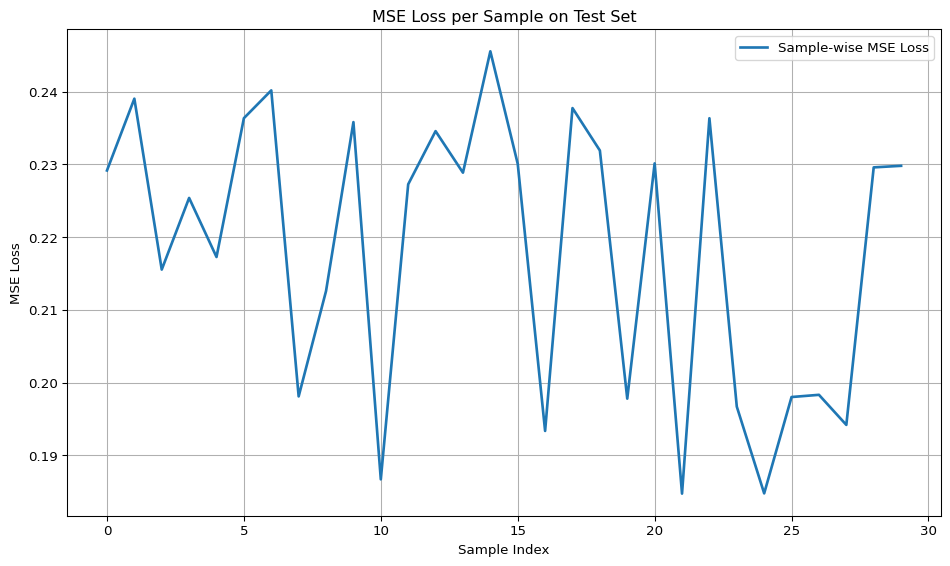 MSE Loss per Sample on Test Set
Sample-wise MSE Loss
MSE Loss
0.24
0.23
0.22
0.21
0.20
0.19
0 5 10 15 20 25 30
Sample Index